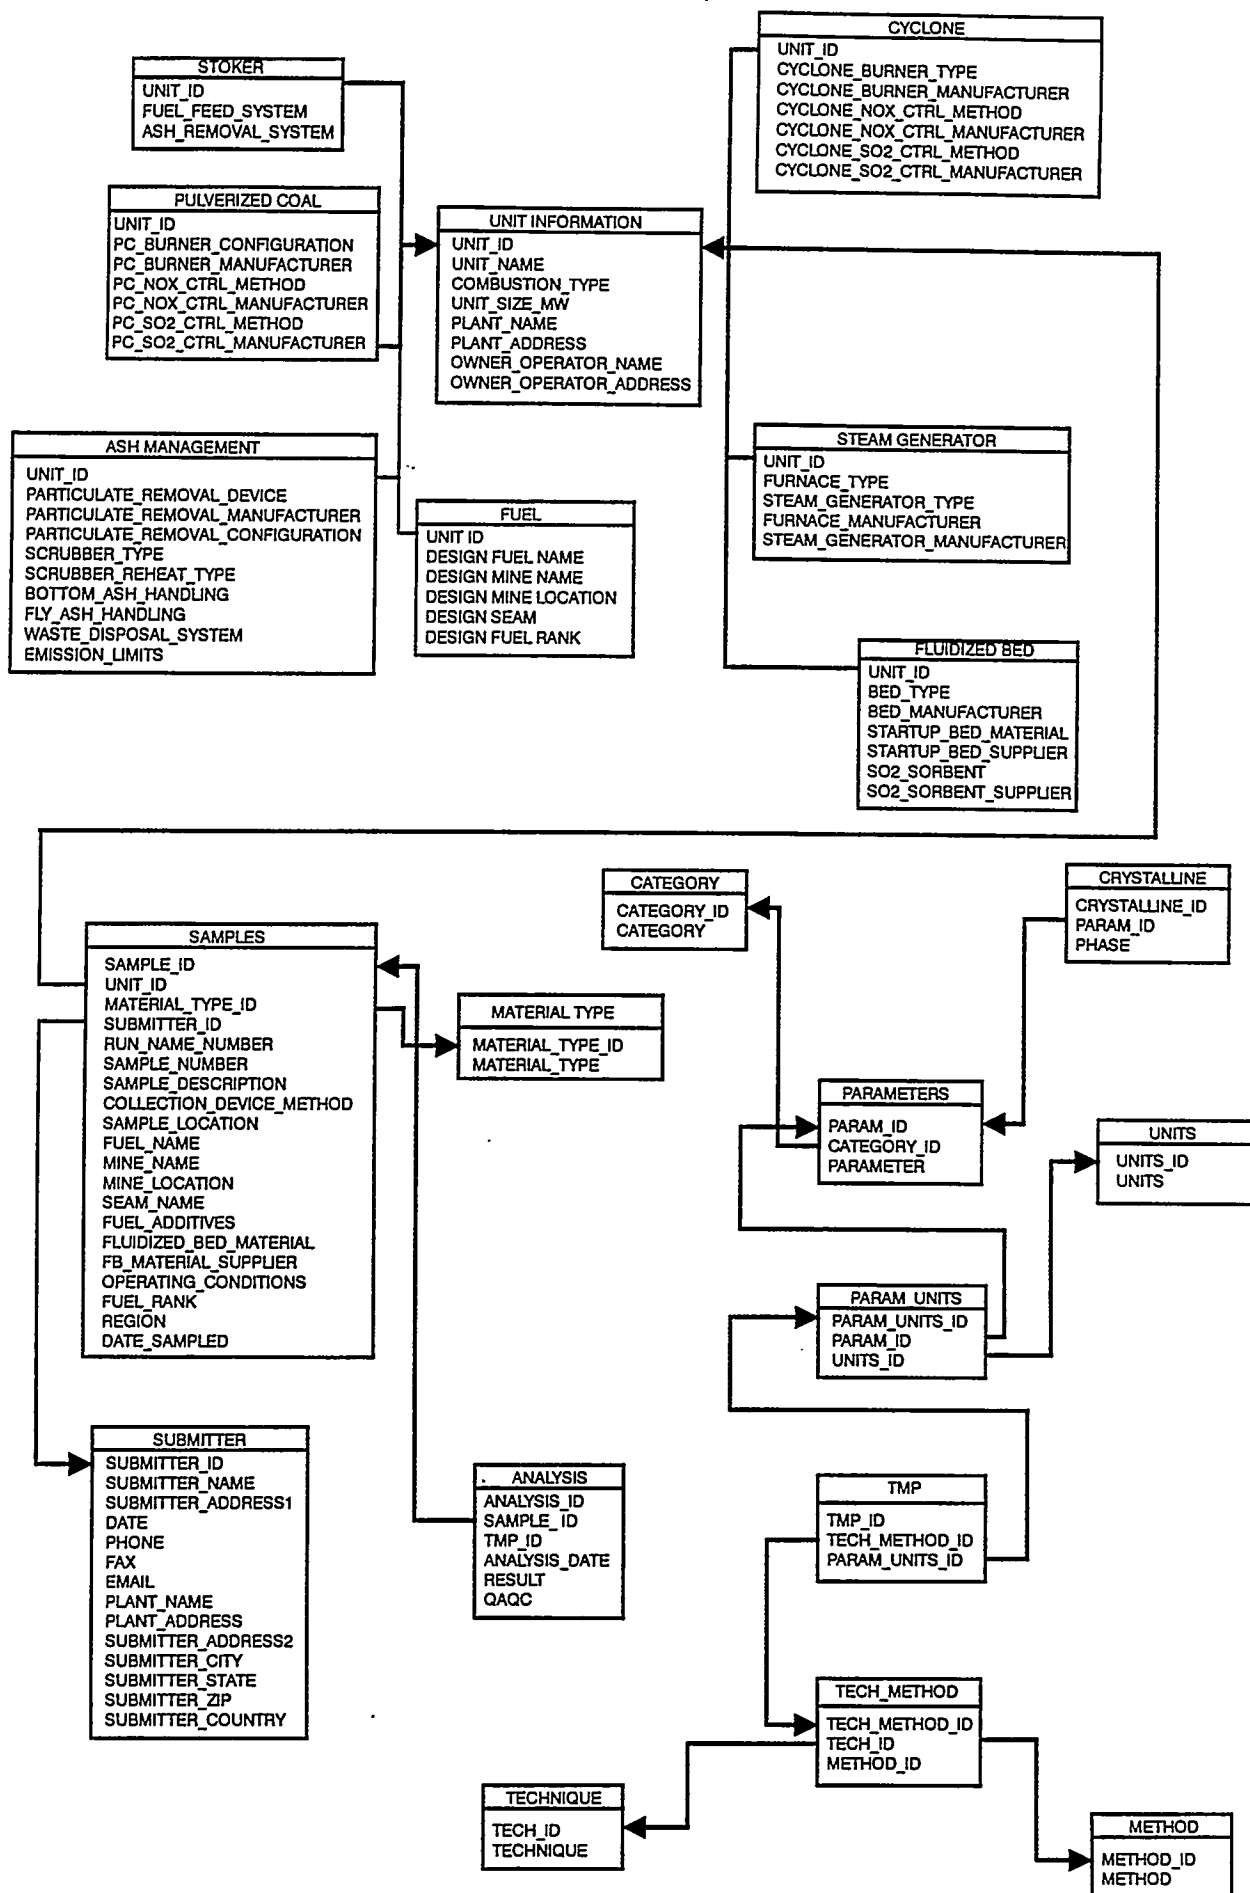 CYCLONE
UNIT_ID
CYCLONE_BURNER_TYPE
CYCLONE_BURNER_MANUFACTURER
CYCLONE_NOX_CTRL_METHOD
CYCLONE_NOX_CTRL_MANUFACTURER
CYCLONE_SO2_CTRL_METHOD
CYCLONE_SO2_CTRL_MANUFACTURER
STOKER
UNIT_ID
FUEL_FEED_SYSTEM
ASH_REMOVAL_SYSTEM
PULVERIZED COAL
UNIT_ID
PC_BURNER_CONFIGURATION
PC_BURNER_MANUFACTURER
PC_NOX_CTRL_METHOD
PC_NOX_CTRL_MANUFACTURER
PC_SO2_CTRL_METHOD
PC_SO2_CTRL_MANUFACTURER
UNIT INFORMATION
UNIT_ID
UNIT_NAME
COMBUSTION_TYPE
UNIT_SIZE_MW
PLANT_NAME
PLANT_ADDRESS
OWNER_OPERATOR_NAME
OWNER_OPERATOR_ADDRESS
ASH MANAGEMENT
UNIT_ID
PARTICULATE_REMOVAL_DEVICE
PARTICULATE_REMOVAL_MANUFACTURER
PARTICULATE_REMOVAL_CONFIGURATION
SCRUBBER_TYPE
SCRUBBER_REHEAT_TYPE
BOTTOM_ASH_HANDLING
FLY_ASH_HANDLING
WASTE_DISPOSAL_SYSTEM
EMISSION_LIMITS
FUEL
UNIT ID
DESIGN FUEL NAME
DESIGN MINE NAME
DESIGN MINE LOCATION
DESIGN SEAM
DESIGN FUEL RANK
STEAM GENERATOR
UNIT_ID
FURNACE_TYPE
STEAM_GENERATOR_TYPE
FURNACE_MANUFACTURER
STEAM_GENERATOR_MANUFACTURER
FLUIDIZED BED
UNIT_ID
BED_TYPE
BED_MANUFACTURER
STARTUP_BED_MATERIAL
STARTUP_BED_SUPPLIER
SO2_SORBENT
SO2_SORBENT_SUPPLIER
CATEGORY
CATEGORY_ID
CATEGORY
CRYSTALLINE
CRYSTALLINE_ID
PARAM_ID
PHASE
SAMPLES
SAMPLE_ID
UNIT_ID
MATERIAL_TYPE_ID
SUBMITTER_ID
RUN_NAME_NUMBER
SAMPLE_NUMBER
SAMPLE_DESCRIPTION
COLLECTION_DEVICE_METHOD
SAMPLE_LOCATION
FUEL_NAME
MINE_NAME
MINE_LOCATION
SEAM_NAME
FUEL_ADDITIVES
FLUIDIZED_BED_MATERIAL
FB_MATERIAL_SUPPLIER
OPERATING_CONDITIONS
FUEL_RANK
REGION
DATE_SAMPLED
MATERIAL TYPE
MATERIAL_TYPE_ID
MATERIAL_TYPE
PARAMETERS
PARAM_ID
CATEGORY_ID
PARAMETER
UNITS
UNITS_ID
UNITS
PARAM_UNITS
PARAM_UNITS_ID
PARAM_ID
UNITS_ID
SUBMITTER
SUBMITTER_ID
SUBMITTER_NAME
SUBMITTER_ADDRESS1
DATE
PHONE
FAX
EMAIL
PLANT_NAME
PLANT_ADDRESS
SUBMITTER_ADDRESS2
SUBMITTER_CITY
SUBMITTER_STATE
SUBMITTER_ZIP
SUBMITTER_COUNTRY
ANALYSIS
ANALYSIS_ID
SAMPLE_ID
TMP_ID
ANALYSIS_DATE
RESULT
QAQC
TMP
TMP_ID
TECH_METHOD_ID
PARAM_UNITS_ID
TECH_METHOD
TECH_METHOD_ID
TECH_ID
METHOD_ID
TECHNIQUE
TECH_ID
TECHNIQUE
METHOD
METHOD_ID
METHOD